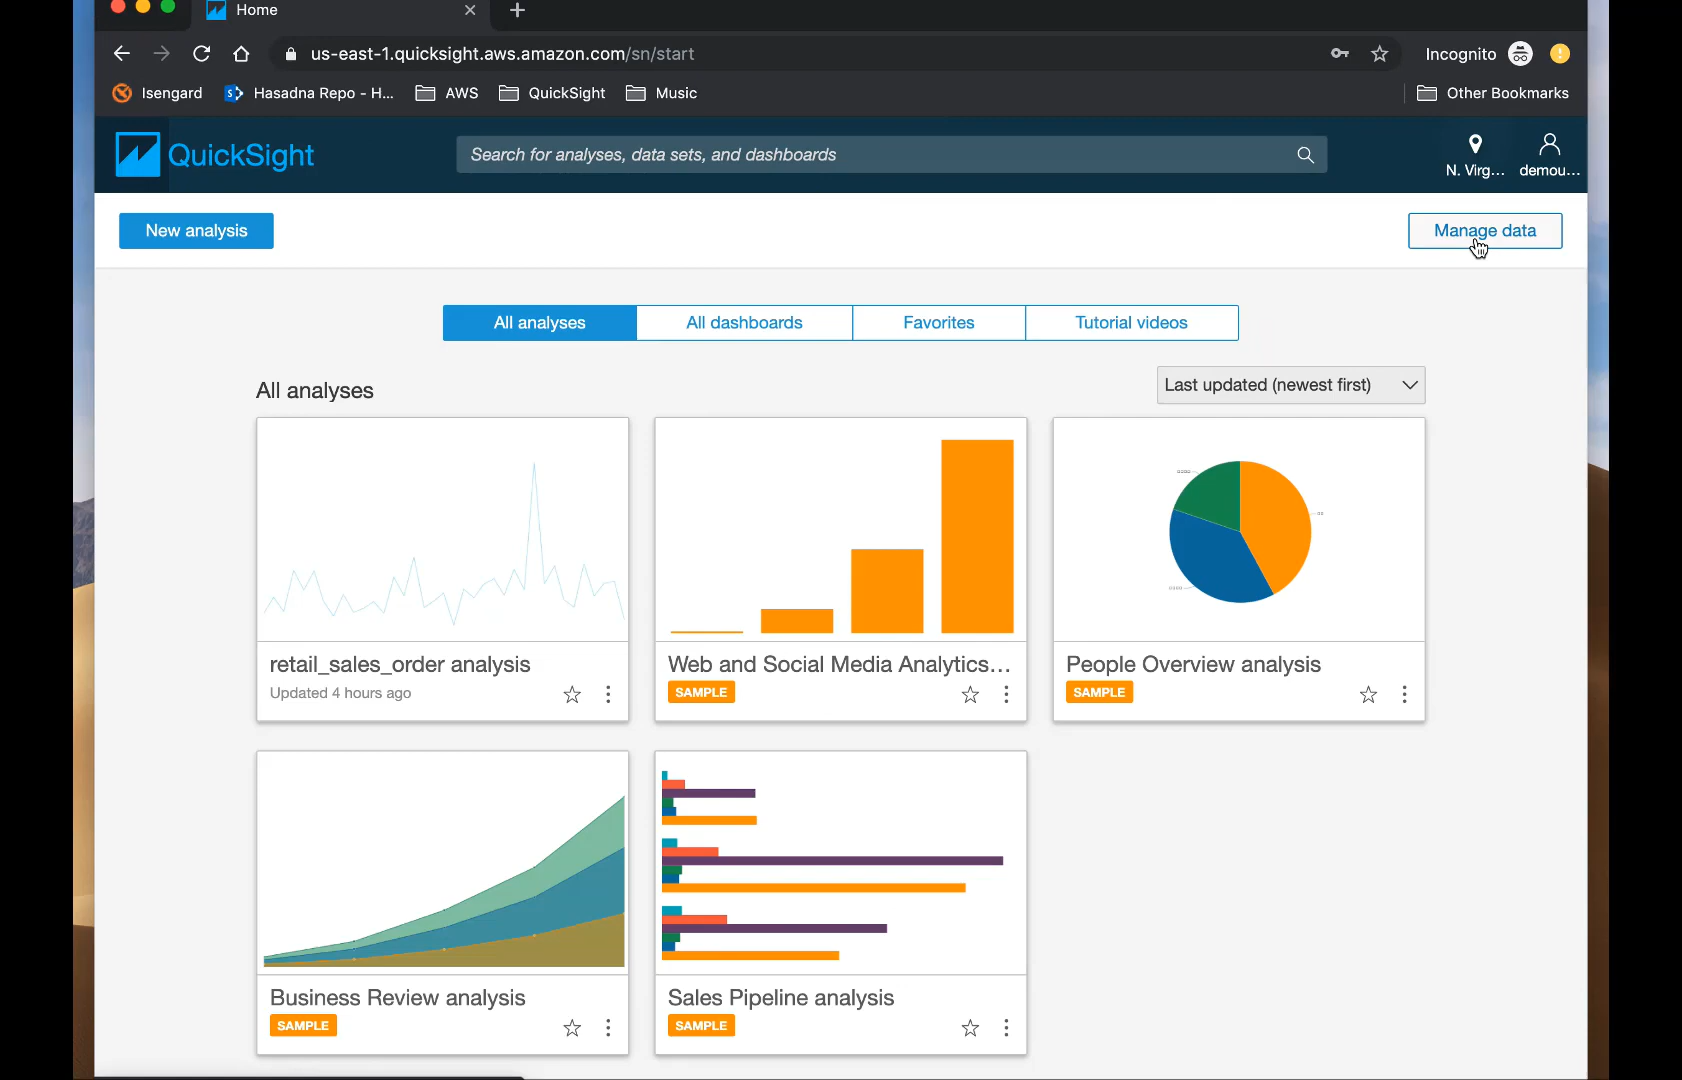 Home
us-east-1.quicksight.aws.amazon.com/sn/start
Incognito
Isengard
Hasadna Repo - H...
AWS
QuickSight
Music
Other Bookmarks
QuickSight
Search for analyses, data sets, and dashboards
N. Virg...
demou...
New analysis
Manage data
All analyses
All dashboards
Favorites
Tutorial videos
All analyses
Last updated (newest first)
retail_sales_order analysis
Updated 4 hours ago
Web and Social Media Analytics...
SAMPLE
People Overview analysis
SAMPLE
Business Review analysis
SAMPLE
Sales Pipeline analysis
SAMPLE